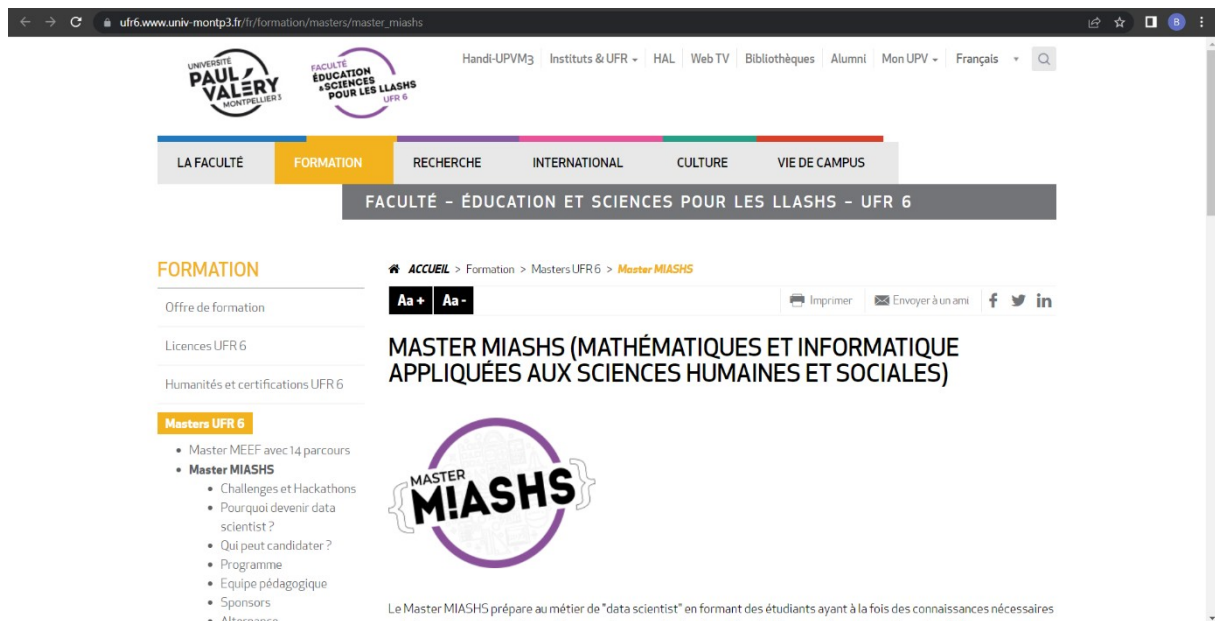 ufr6.www.univ-montp3.fr/fr/formation/masters/master_miashs
B
UNIVERSITÉ
PAUL
VALÉRY
MONTPELLIER 3
FACULTÉ
ÉDUCATION
& SCIENCES
POUR LES LLASHS
UFR 6
Handi-UPVM3 Instituts & UFR HAL Web TV Bibliothèques Alumni Mon UPV Français
LA FACULTÉ FORMATION RECHERCHE INTERNATIONAL CULTURE VIE DE CAMPUS
FACULTÉ – ÉDUCATION ET SCIENCES POUR LES LLASHS – UFR 6
FORMATION
Offre de formation
Licences UFR 6
Humanités et certifications UFR 6
Masters UFR 6
• Master MEEF avec 14 parcours
• Master MIASHS
• Challenges et Hackathons
• Pourquoi devenir data
scientist ?
• Qui peut candidater ?
• Programme
• Equipe pédagogique
• Sponsors
• Alternance
ACCUEIL > Formation > Masters UFR 6 > Master MIASHS
Aa + Aa - Imprimer Envoyer à un ami f in
MASTER MIASHS (MATHÉMATIQUES ET INFORMATIQUE
APPLIQUÉES AUX SCIENCES HUMAINES ET SOCIALES)
MASTER
{M!ASHS}
Le Master MIASHS prépare au métier de "data scientist" en formant des étudiants ayant à la fois des connaissances nécessaires